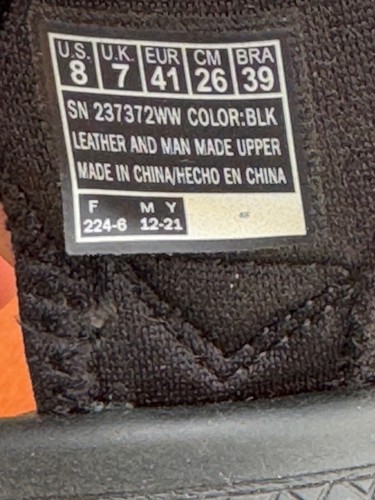 U.S. U.K. EUR CM BRA
8 7 41 26 39
SN 237372WW COLOR:BLK
LEATHER AND MAN MADE UPPER
MADE IN CHINA/HECHO EN CHINA
F M Y
224-6 12-21